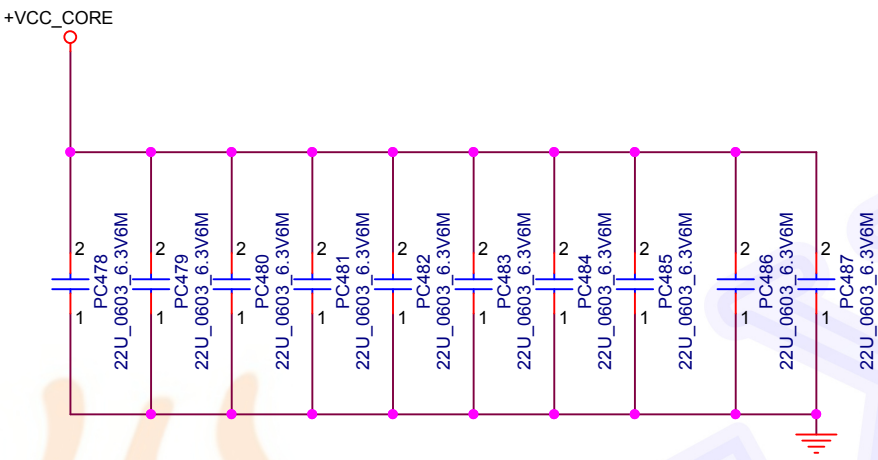 +VCC_CORE
2
1
PC478
22U_0603_6.3V6M
2
1
PC479
22U_0603_6.3V6M
2
1
PC480
22U_0603_6.3V6M
2
1
PC481
22U_0603_6.3V6M
2
1
PC482
22U_0603_6.3V6M
2
1
PC483
22U_0603_6.3V6M
2
1
PC484
22U_0603_6.3V6M
2
1
PC485
22U_0603_6.3V6M
2
1
PC486
22U_0603_6.3V6M
2
1
PC487
22U_0603_6.3V6M